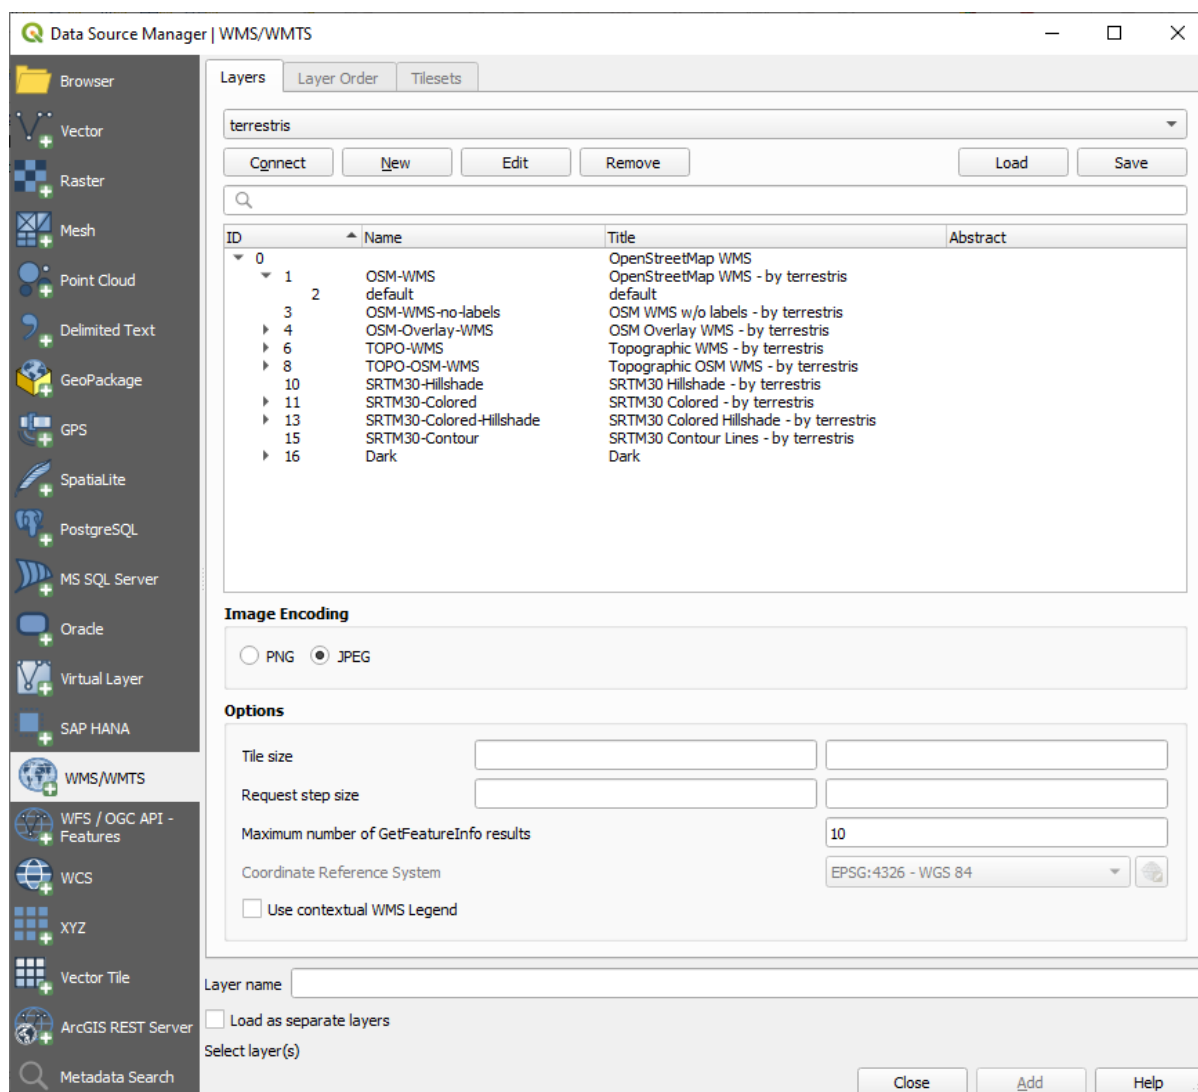 Data Source Manager | WMS/WMTS
Browser
Vector
Raster
Mesh
Point Cloud
Delimited Text
GeoPackage
GPS
SpatiaLite
PostgreSQL
MS SQL Server
Oracle
Virtual Layer
SAP HANA
WMS/WMTS
WFS / OGC API -
Features
WCS
XYZ
Vector Tile
ArcGIS REST Server
Metadata Search
Layers Layer Order Tilesets
terrestris
Connect New Edit Remove Load Save
ID Name Title Abstract
0 OpenStreetMap WMS
1 OSM-WMS OpenStreetMap WMS - by terrestris
2 default default
3 OSM-WMS-no-labels OSM WMS w/o labels - by terrestris
4 OSM-Overlay-WMS OSM Overlay WMS - by terrestris
6 TOPO-WMS Topographic WMS - by terrestris
8 TOPO-OSM-WMS Topographic OSM WMS - by terrestris
10 SRTM30-Hillshade SRTM30 Hillshade - by terrestris
11 SRTM30-Colored SRTM30 Colored - by terrestris
13 SRTM30-Colored-Hillshade SRTM30 Colored Hillshade - by terrestris
15 SRTM30-Contour SRTM30 Contour Lines - by terrestris
16 Dark Dark
Image Encoding
PNG JPEG
Options
Tile size
Request step size
Maximum number of GetFeatureInfo results 10
Coordinate Reference System EPSG:4326 - WGS 84
Use contextual WMS Legend
Layer name
Load as separate layers
Select layer(s)
Close Add Help